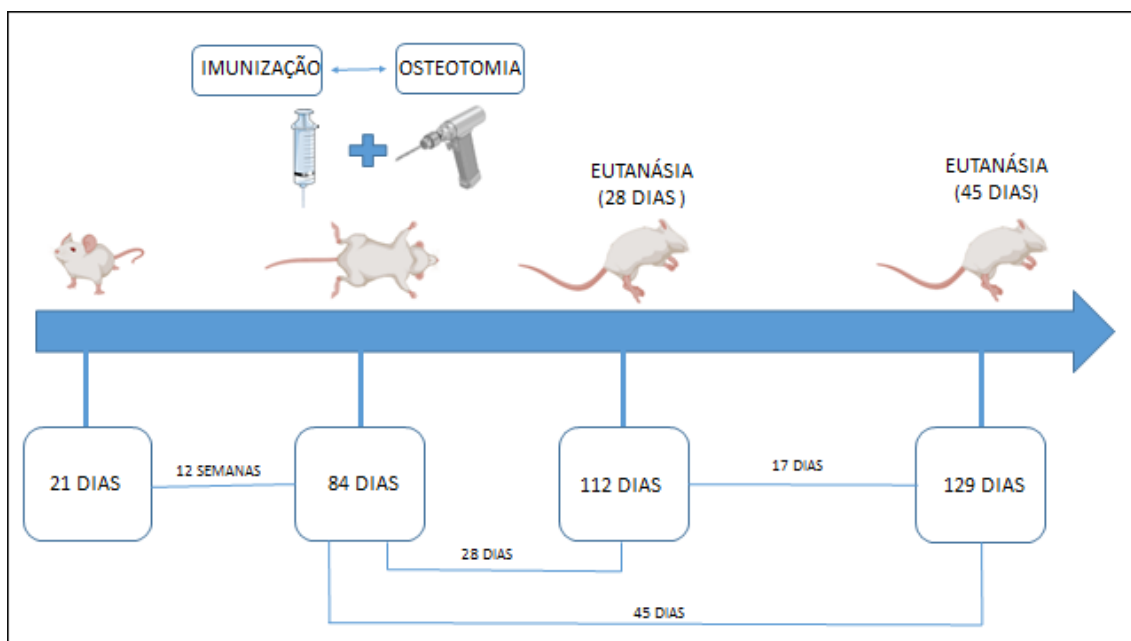 IMUNIZAÇÃO
OSTEOTOMIA
EUTANÁSIA
(28 DIAS )
EUTANÁSIA
(45 DIAS)
21 DIAS
12 SEMANAS
84 DIAS
112 DIAS
17 DIAS
129 DIAS
28 DIAS
45 DIAS